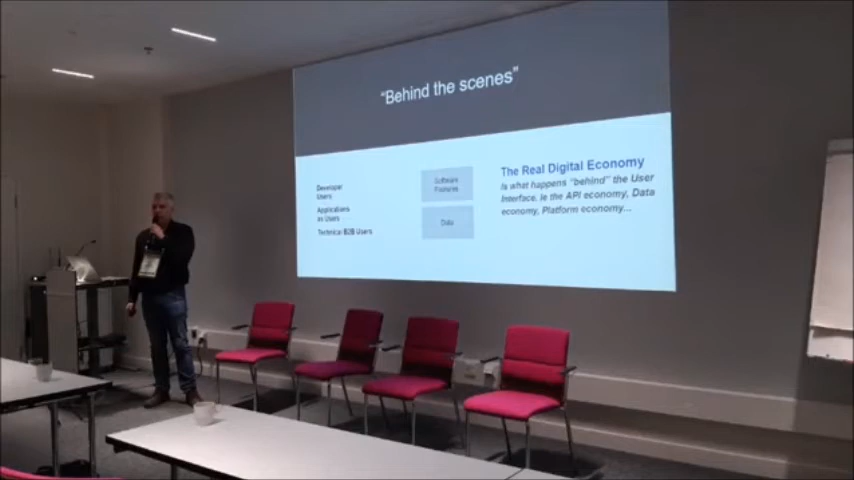 “Behind the scenes”
Developer
Users
Applications
as Users
Technical B2B Users
Software
Features
Data
The Real Digital Economy
Is what happens “behind” the User
Interface. Ie the API economy, Data
economy, Platform economy...